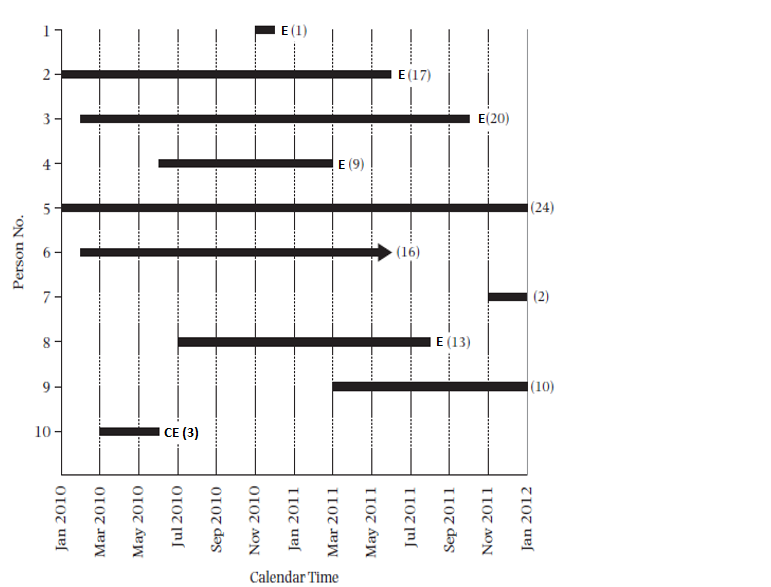 1 E (1)
2 E (17)
3 E(20)
4 E (9)
5 (24)
6 (16)
7 (2)
8 E (13)
9 (10)
10 CE (3)
Person No.
Jan 2010
Mar 2010
May 2010
Jul 2010
Sep 2010
Nov 2010
Jan 2011
Mar 2011
May 2011
Jul 2011
Sep 2011
Nov 2011
Jan 2012
Calendar Time